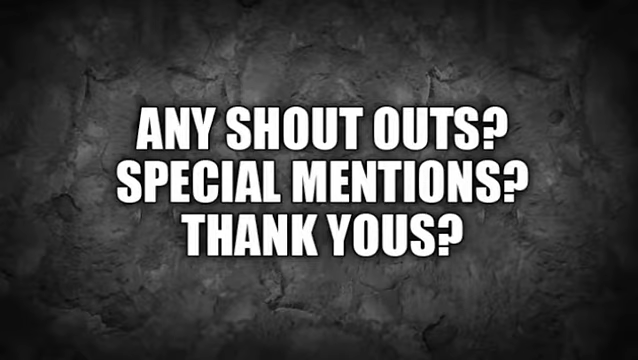 ANY SHOUT OUTS?
SPECIAL MENTIONS?
THANK YOUS?